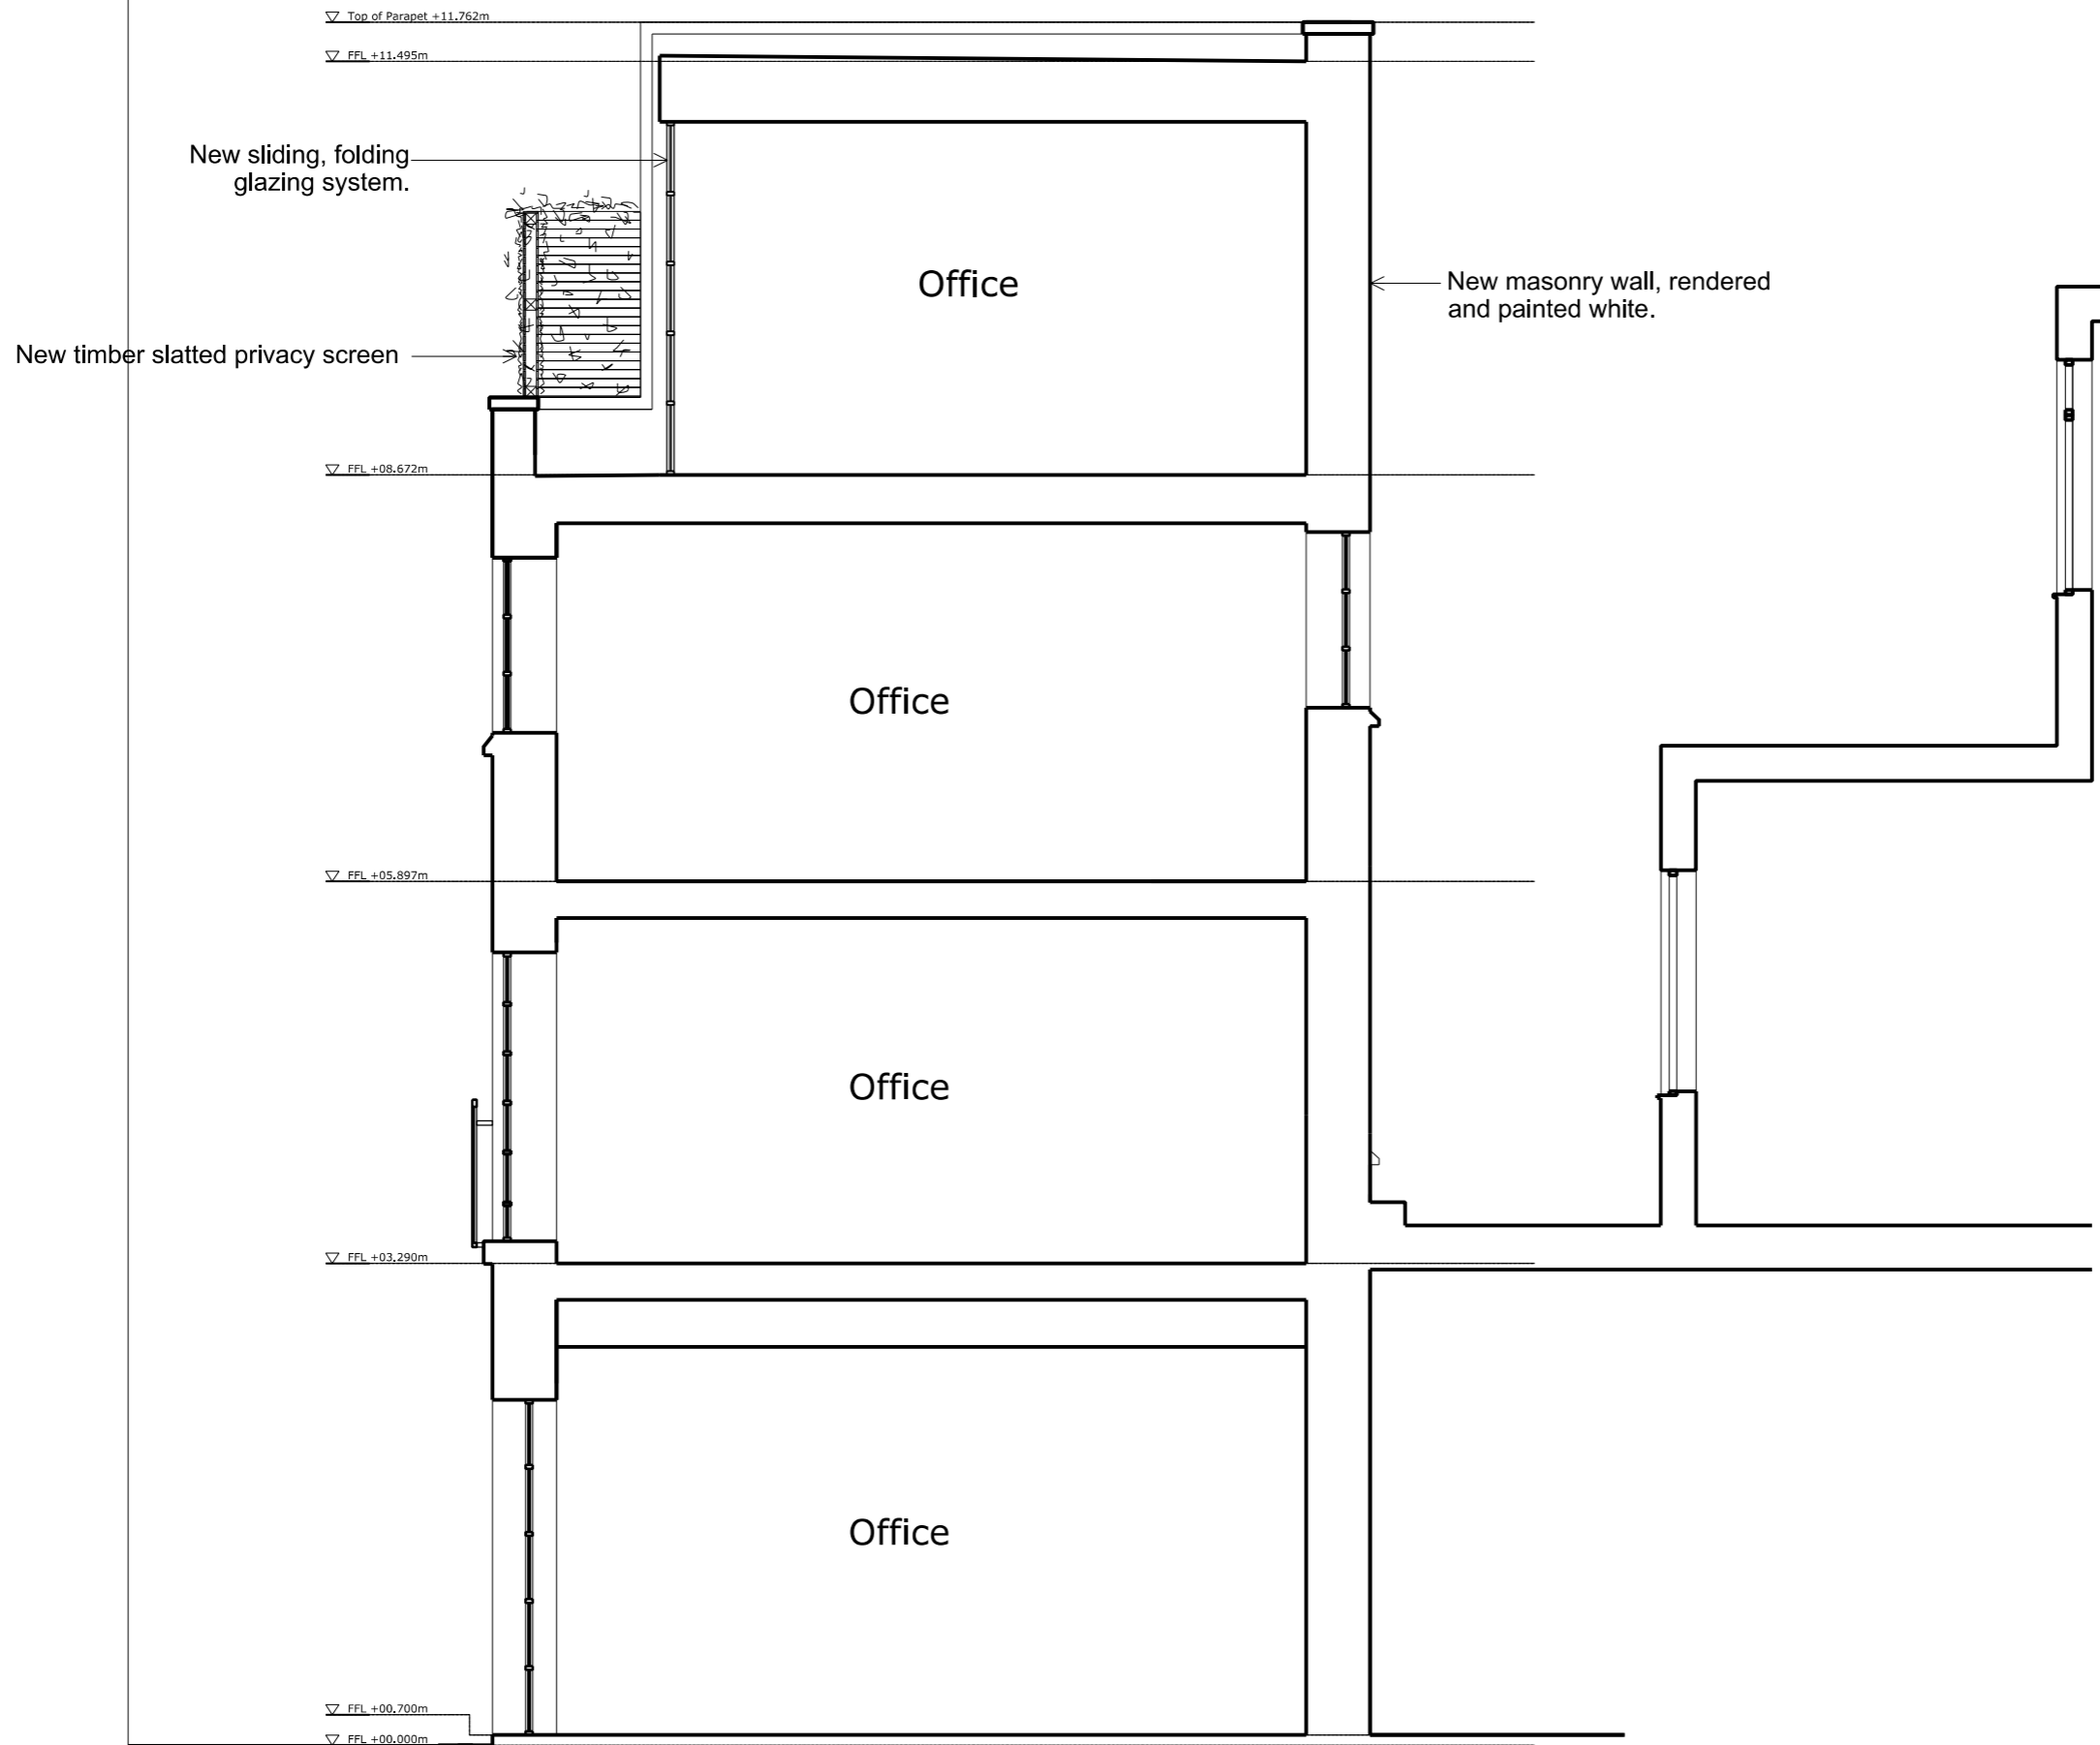 Top of Parapet +11.762m
FFL +11.495m
New sliding, folding
glazing system.
Office
New masonry wall, rendered
and painted white.
New timber slatted privacy screen
FFL +08.672m
Office
FFL +05.897m
Office
FFL +03.290m
Office
FFL +00.700m
FFL +00.000m